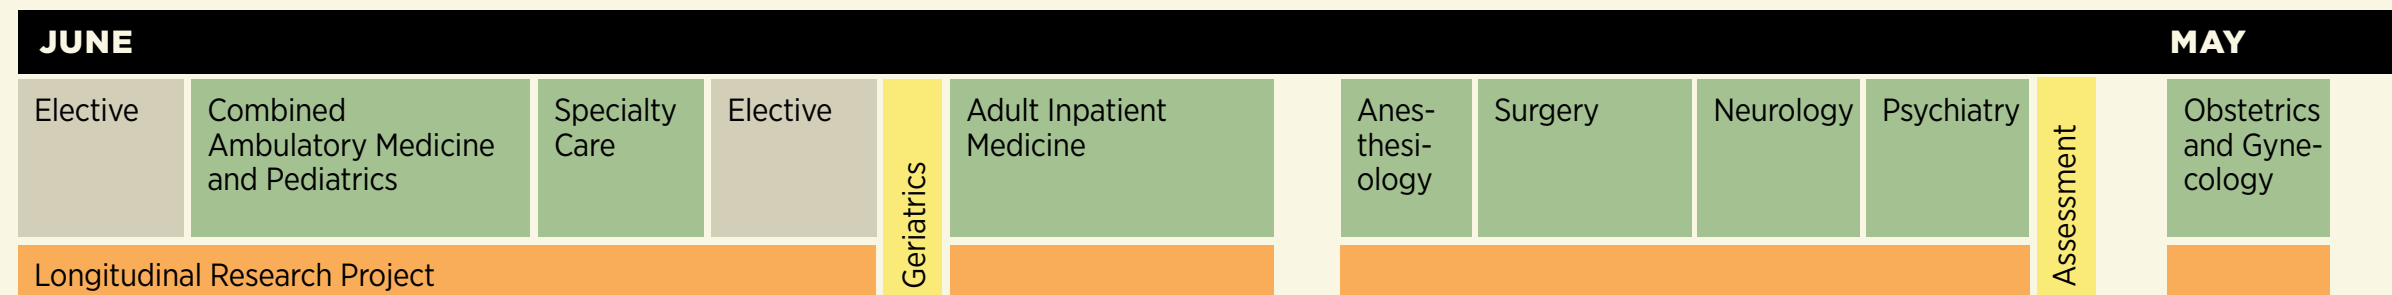 JUNE
MAY
Elective
Combined
Ambulatory Medicine
and Pediatrics
Specialty
Care
Elective
Geriatrics
Adult Inpatient
Medicine
Anes-
thesi-
ology
Surgery
Neurology
Psychiatry
Assessment
Obstetrics
and Gyne-
cology
Longitudinal Research Project